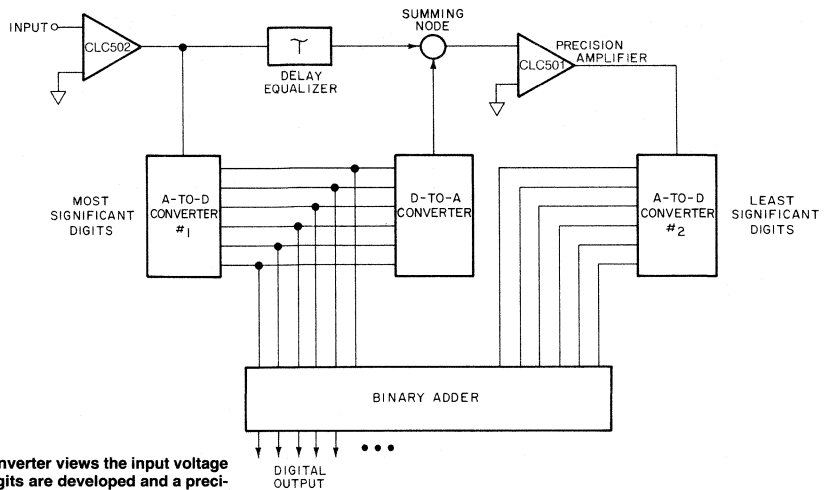 INPUT
CLC502
τ
DELAY
EQUALIZER
SUMMING
NODE
PRECISION
AMPLIFIER
CLC501
MOST
SIGNIFICANT
DIGITS
A-TO-D
CONVERTER
#1
D-TO-A
CONVERTER
A-TO-D
CONVERTER
#2
LEAST
SIGNIFICANT
DIGITS
BINARY ADDER
nverter views the input voltage
gits are developed and a preci-
DIGITAL
OUTPUT